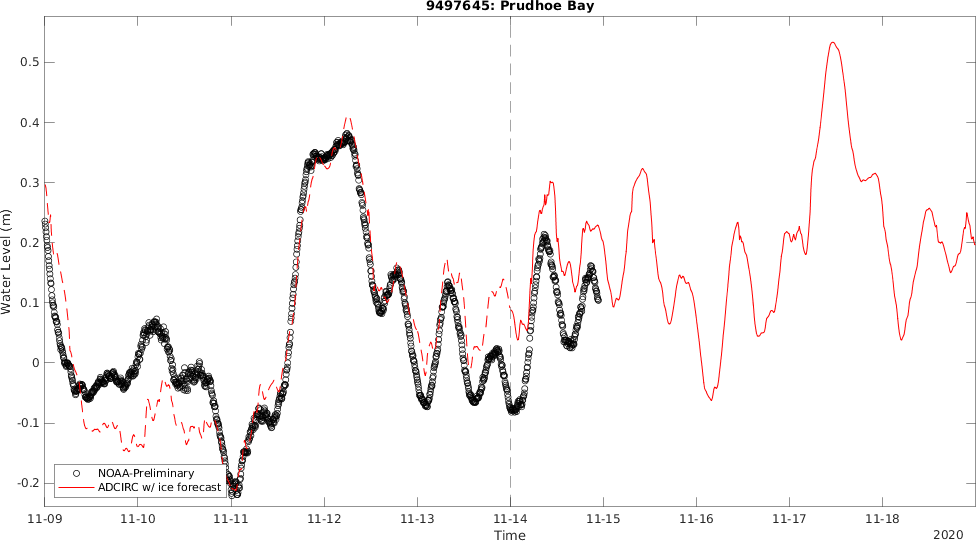 9497645: Prudhoe Bay
Water Level (m)
0.5
0.4
0.3
0.2
0.1
0
-0.1
-0.2
NOAA-Preliminary
ADCIRC w/ ice forecast
11-09 11-10 11-11 11-12 11-13 11-14 11-15 11-16 11-17 11-18
Time
2020